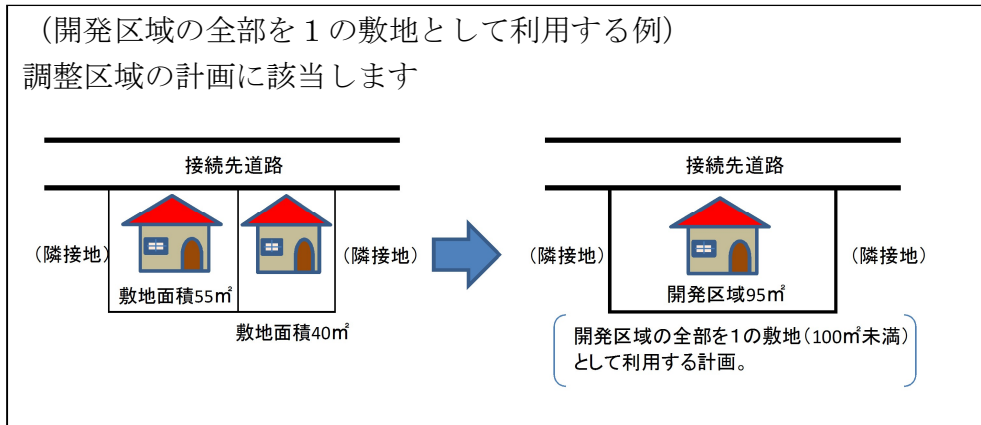 （開発区域の全部を１の敷地として利用する例）
調整区域の計画に該当します
接続先道路
（隣接地）
敷地面積55㎡
（隣接地）
敷地面積40㎡
接続先道路
（隣接地）
開発区域95㎡
（隣接地）
開発区域の全部を１の敷地（100㎡未満）
として利用する計画。